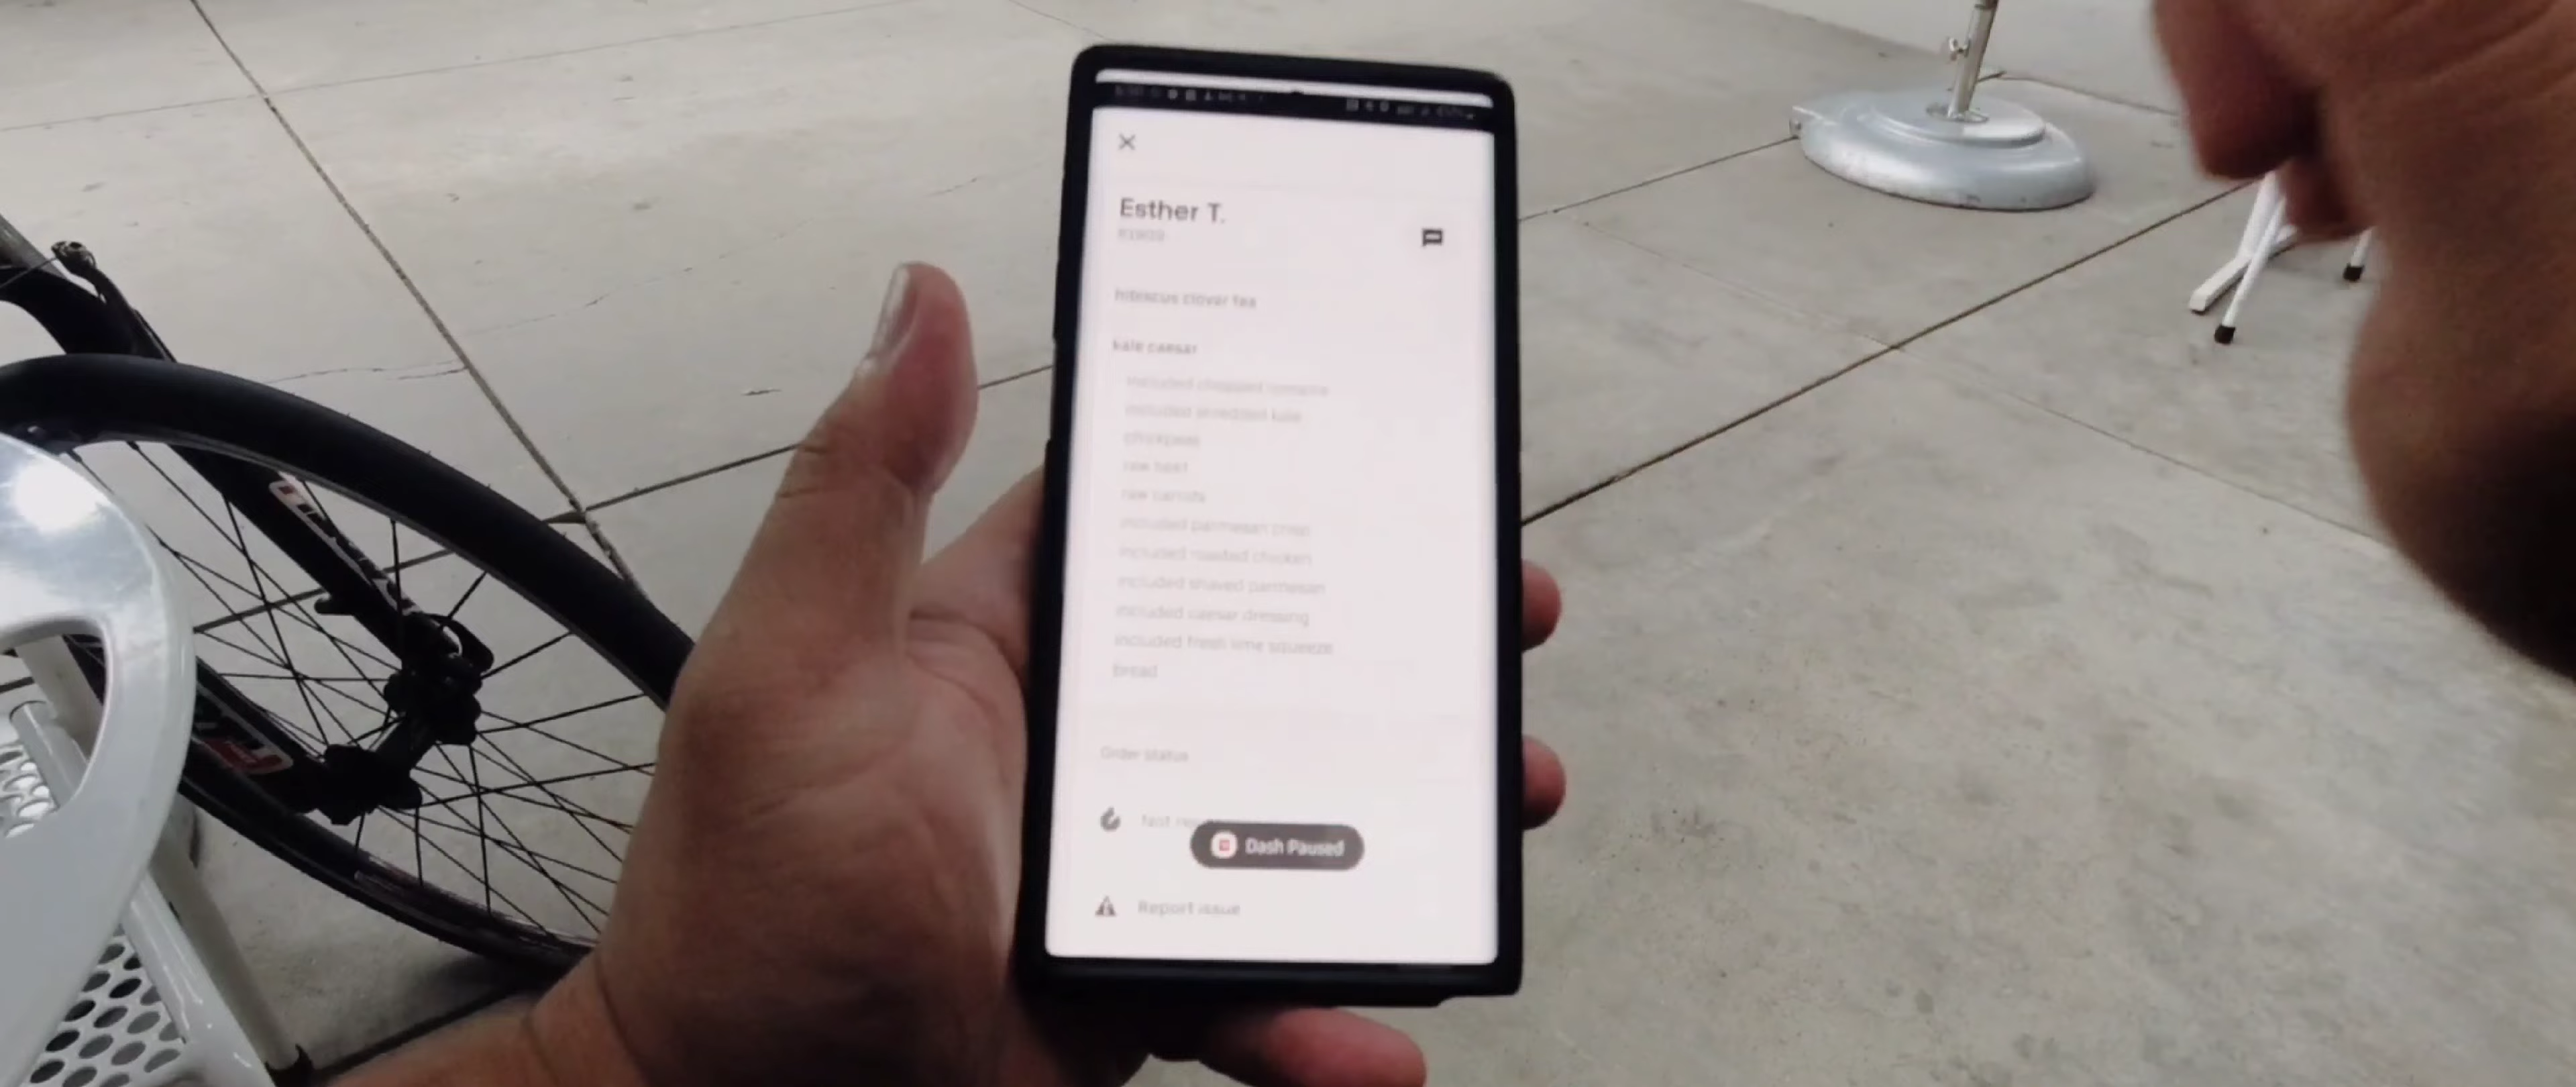 Esther T.
hibiscus clover tea
kale caesar
included chopped romaine
included shredded kale
chickpeas
raw beet
raw carrots
included parmesan crisp
included roasted chicken
included shaved parmesan
included caesar dressing
included fresh lime squeeze
bread
Order status
Dash Paused
Report issue